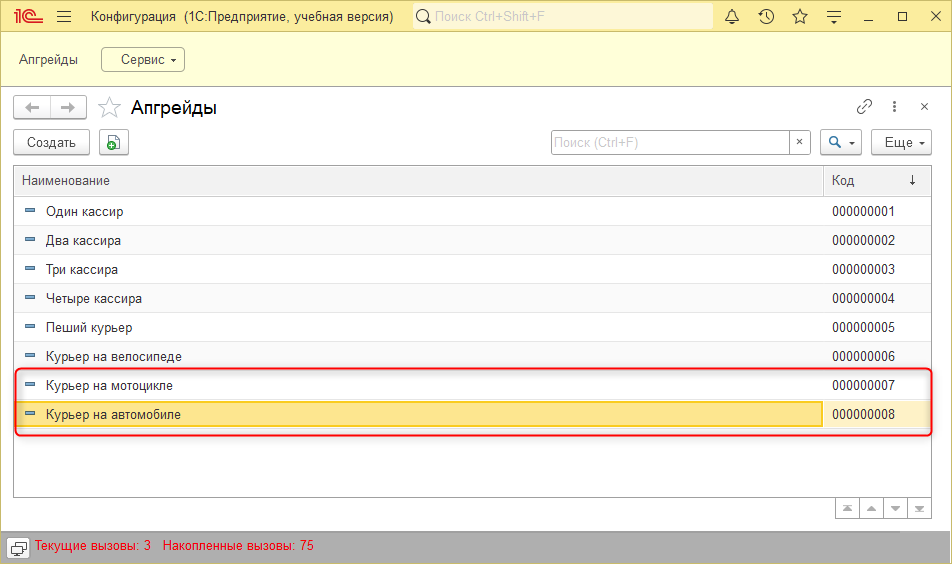 1С Конфигурация (1С:Предприятие, учебная версия) Поиск Ctrl+Shift+F
Апгрейды Сервис
Апгрейды
Создать Поиск (Ctrl+F) × Еще
Наименование Код ↓
Один кассир 000000001
Два кассира 000000002
Три кассира 000000003
Четыре кассира 000000004
Пеший курьер 000000005
Курьер на велосипеде 000000006
Курьер на мотоцикле 000000007
Курьер на автомобиле 000000008
Текущие вызовы: 3 Накопленные вызовы: 75